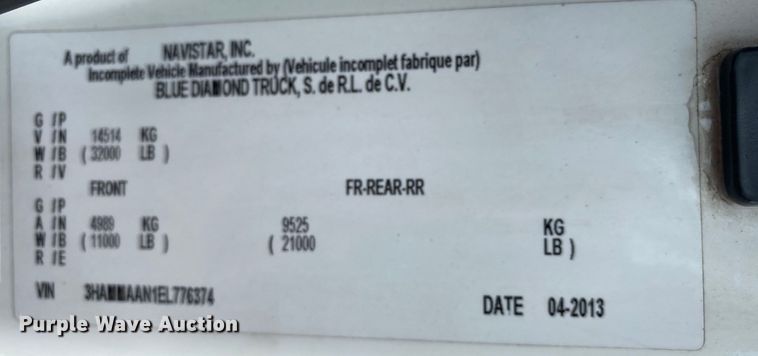 A product of NAVISTAR, INC.
Incomplete Vehicle Manufactured by (Vehicule incomplet fabrique par)
BLUE DIAMOND TRUCK, S. de R.L. de C.V.
G /P
V /N 14514 KG
W /B ( 32000 LB )
R /V
FRONT FR-REAR-RR
G /P
A /N 4989 KG 9525 KG
W /B ( 11000 LB ) ( 21000 LB )
R /E
VIN 3HAMMAAN1EL776374
DATE 04-2013
Purple Wave Auction